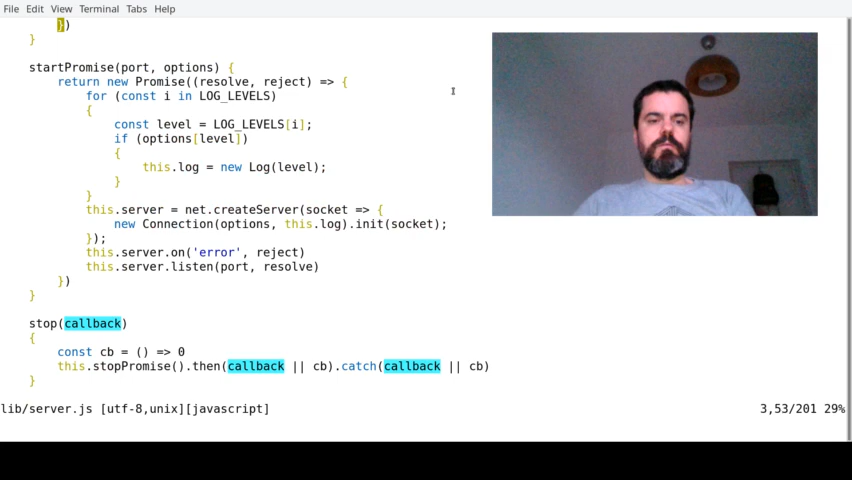 File Edit View Terminal Tabs Help
})
}
startPromise(port, options) {
return new Promise((resolve, reject) => {
for (const i in LOG_LEVELS)
{
const level = LOG_LEVELS[i];
if (options[level])
{
this.log = new Log(level);
}
}
this.server = net.createServer(socket => {
new Connection(options, this.log).init(socket);
});
this.server.on('error', reject)
this.server.listen(port, resolve)
})
}
stop(callback)
{
const cb = () => 0
this.stopPromise().then(callback || cb).catch(callback || cb)
}
lib/server.js [utf-8,unix][javascript] 3,53/201 29%